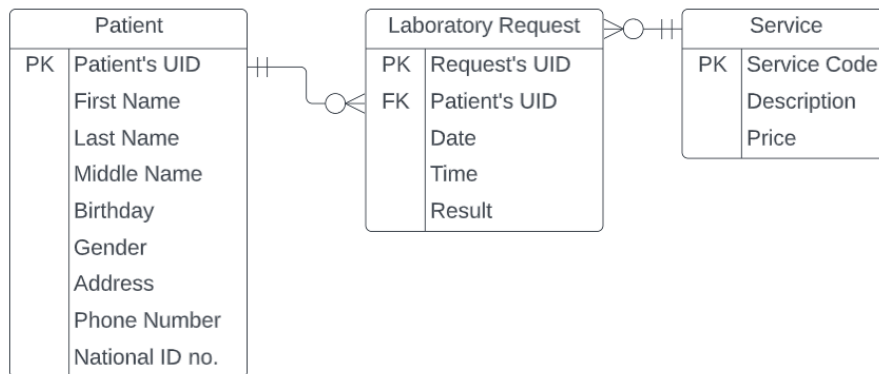 Patient
PK Patient's UID
First Name
Last Name
Middle Name
Birthday
Gender
Address
Phone Number
National ID no.
Laboratory Request
PK Request's UID
FK Patient's UID
Date
Time
Result
Service
PK Service Code
Description
Price